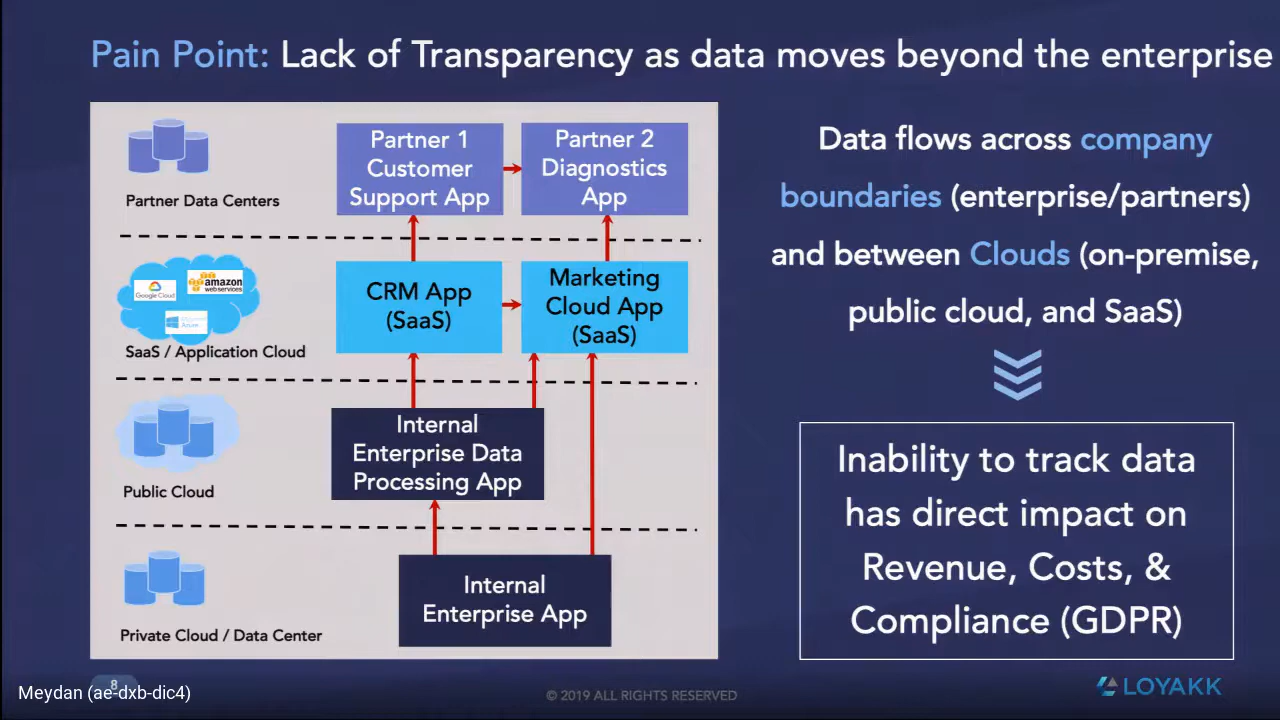 Pain Point: Lack of Transparency as data moves beyond the enterprise
Partner Data Centers
Partner 1
Customer
Support App
Partner 2
Diagnostics
App
Google Cloud
amazon
webservices
Azure
SaaS / Application Cloud
CRM App
(SaaS)
Marketing
Cloud App
(SaaS)
Public Cloud
Internal
Enterprise Data
Processing App
Private Cloud / Data Center
Internal
Enterprise App
Data flows across company
boundaries (enterprise/partners)
and between Clouds (on-premise,
public cloud, and SaaS)
Inability to track data
has direct impact on
Revenue, Costs, &
Compliance (GDPR)
8
Meydan (ae-dxb-dic4)
© 2019 ALL RIGHTS RESERVED
LOYAKK